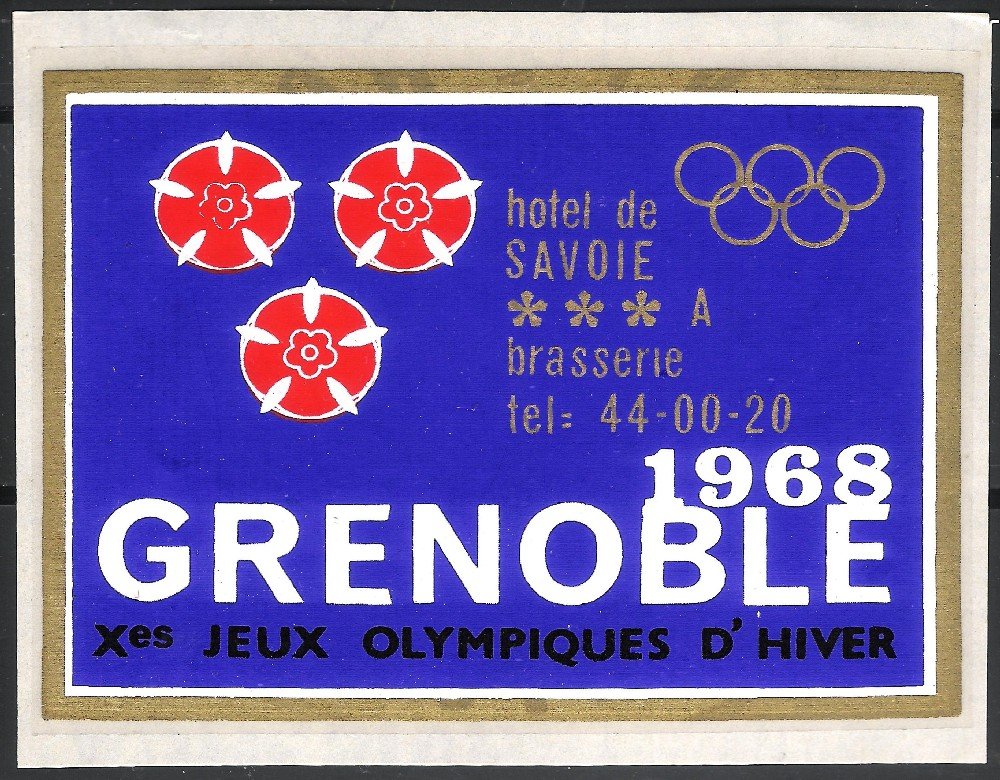 hotel de
SAVOIE
*** A
brasserie
tel= 44-00-20
1968
GRENOBLE
Xes JEUX OLYMPIQUES D'HIVER